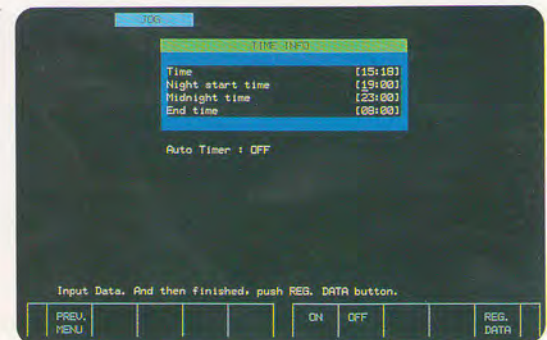 JOG
TIME INFO
Time [15:18]
Night start time [19:00]
Midnight time [23:00]
End time [08:00]
Auto Timer : OFF
Input Data. And then finished, push REG. DATA button.
PREV. MENU ON OFF REG. DATA